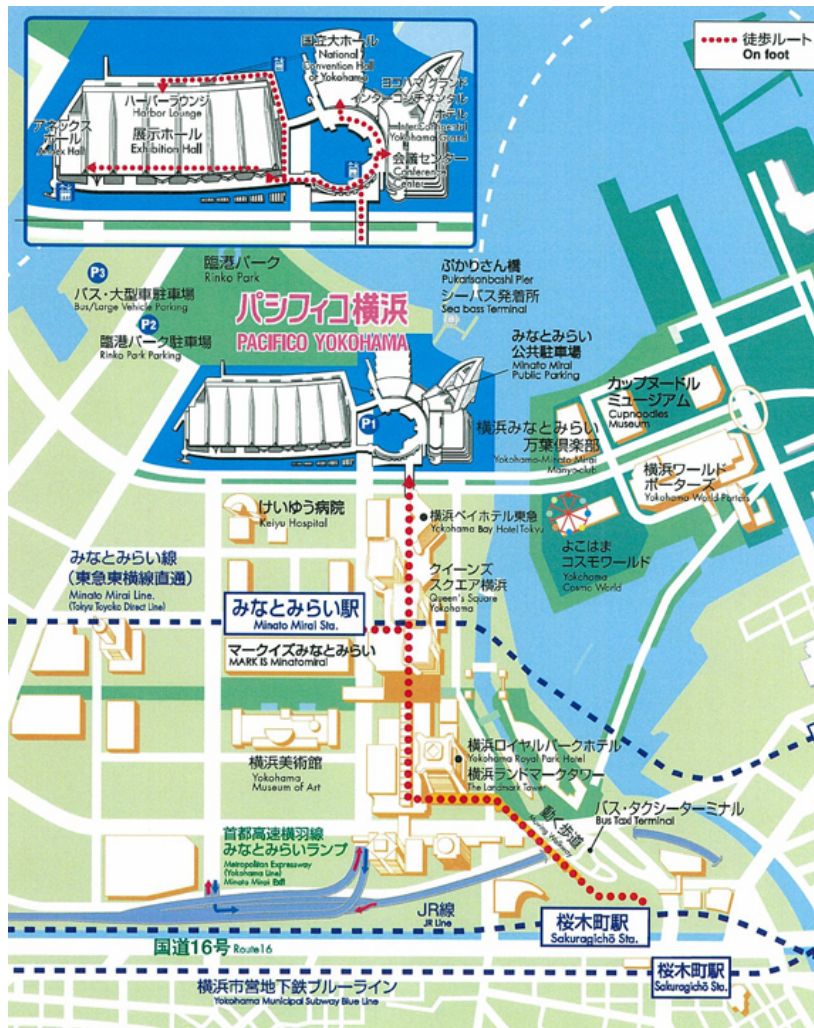 徒歩ルート
On foot
国立大ホール
National
Convention Hall
of Yokohama
ヨコハマ グランド
インターコンチネンタル
ホテル
InterContinental
Yokohama Grand
ハーバーラウンジ
Harbor Lounge
アネックス
ホール
Annex Hall
展示ホール
Exhibition Hall
会議センター
Conference
Center
P3
バス・大型車駐車場
Bus/Large Vehicle Parking
P2
臨港パーク駐車場
Rinko Park Parking
臨港パーク
Rinko Park
パシフィコ横浜
PACIFICO YOKOHAMA
ぷかりさん橋
Pukarisanbashi Pier
シーバス発着所
Sea bass Terminal
みなとみらい
公共駐車場
Minato Mirai
Public Parking
P1
カップヌードル
ミュージアム
Cupnoodles
Museum
横浜みなとみらい
万葉倶楽部
Yokohama-Minato Mirai
Manyo-club
横浜ワールド
ポーターズ
Yokohama World Porters
けいゆう病院
Keiyu Hospital
横浜ベイホテル東急
Yokohama Bay Hotel Tokyu
よこはま
コスモワールド
Yokohama
Cosmo World
みなとみらい線
(東急東横線直通)
Minato Mirai Line.
(Tokyu Toyoko Direct Line)
クイーンズ
スクエア横浜
Queen's Square
Yokohama
みなとみらい駅
Minato Mirai Sta.
マークイズみなとみらい
MARK IS Minatomirai
横浜美術館
Yokohama
Museum of Art
横浜ロイヤルパークホテル
Yokohama Royal Park Hotel
横浜ランドマークタワー
The Landmark Tower
動く歩道
Moving Walkway
バス・タクシーターミナル
Bus Taxi Terminal
首都高速横羽線
みなとみらいランプ
Metropolitan Expressway
(Yokohama Line)
Minato Mirai Exit
JR線
JR Line
桜木町駅
Sakuragichō Sta.
国道16号 Route16
桜木町駅
Sakuragichō Sta.
横浜市営地下鉄ブルーライン
Yokohama Municipal Subway Blue Line